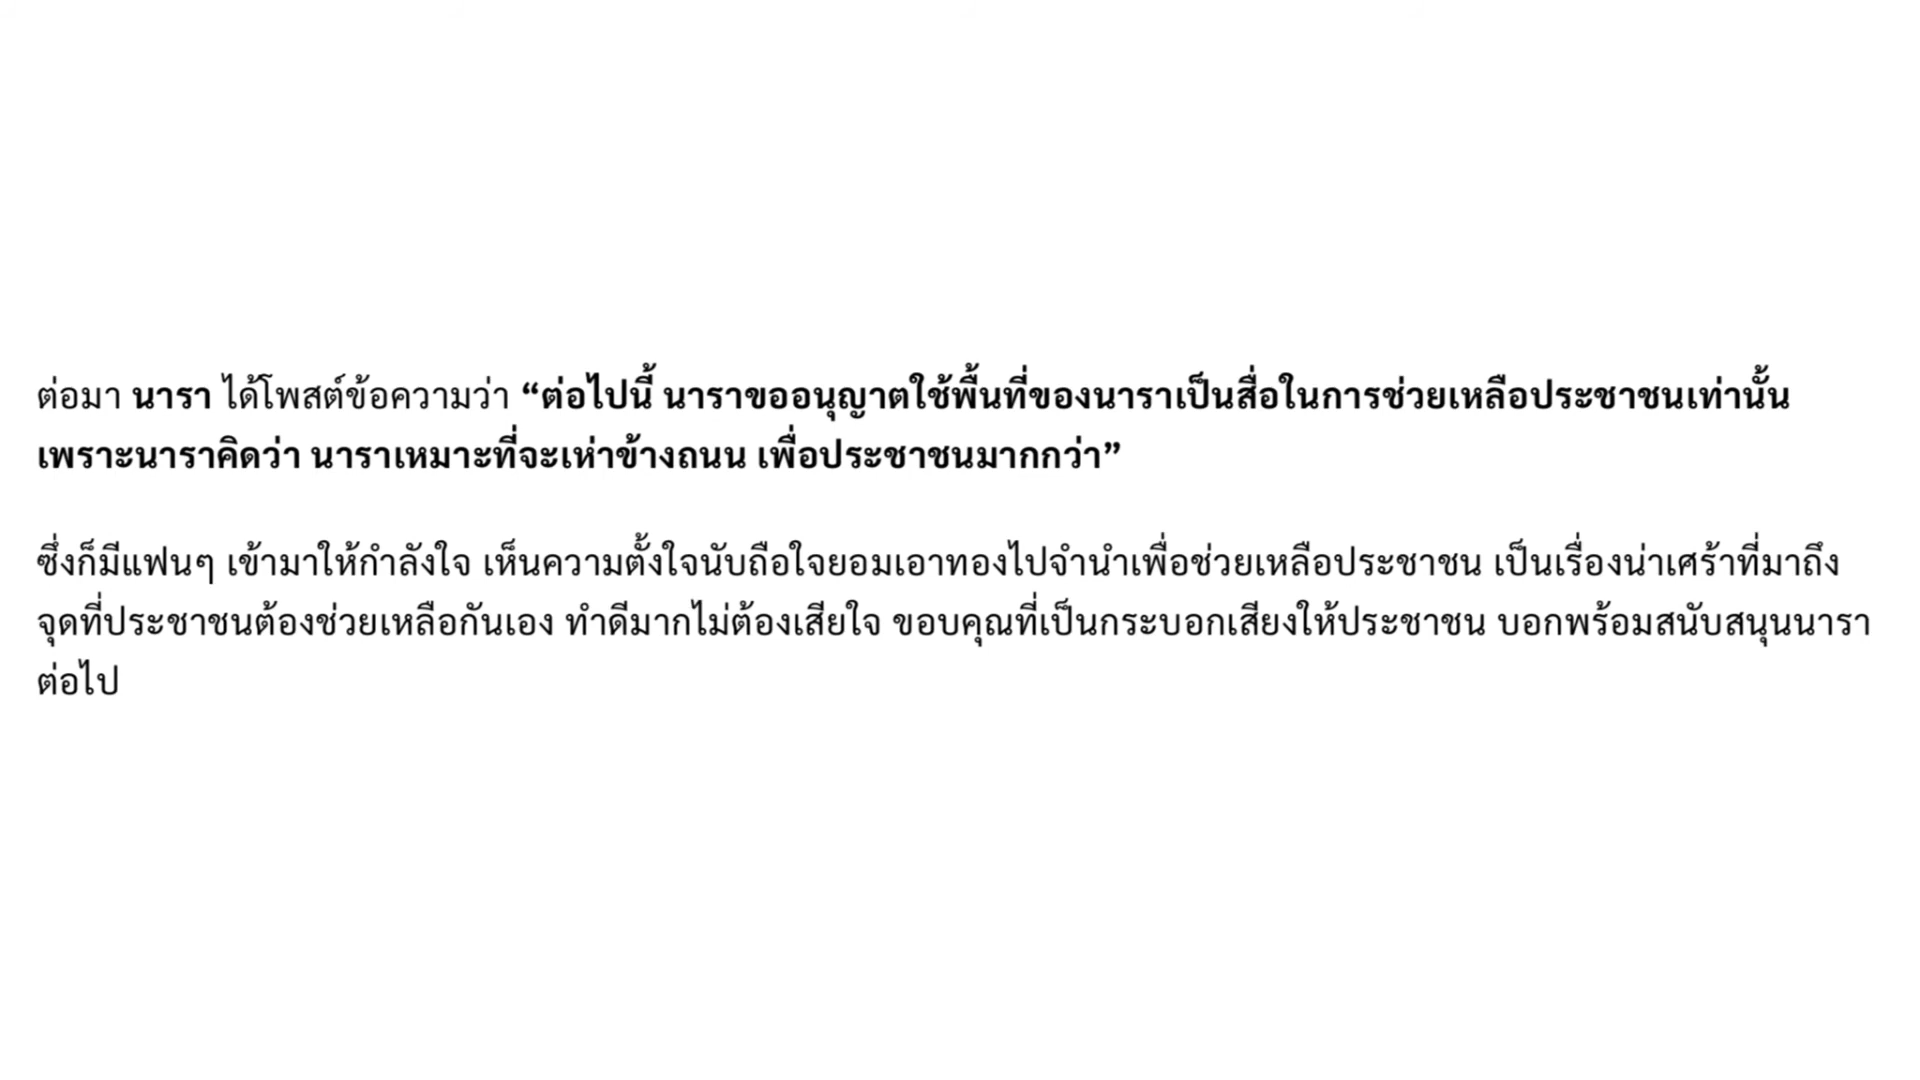 ต่อมา นารา ได้โพสต์ข้อความว่า “ต่อไปนี้ นาราขออนุญาตใช้พื้นที่ของนาราเป็นสื่อในการช่วยเหลือประชาชนเท่านั้น
เพราะนาราคิดว่า นาราเหมาะที่จะเห่าข้างถนน เพื่อประชาชนมากกว่า”
ซึ่งก็มีแฟนๆ เข้ามาให้กำลังใจ เห็นความตั้งใจนับถือใจยอมเอาทองไปจำนำเพื่อช่วยเหลือประชาชน เป็นเรื่องน่าเศร้าที่มาถึง
จุดที่ประชาชนต้องช่วยเหลือกันเอง ทำดีมากไม่ต้องเสียใจ ขอบคุณที่เป็นกระบอกเสียงให้ประชาชน บอกพร้อมสนับสนุนนารา
ต่อไป